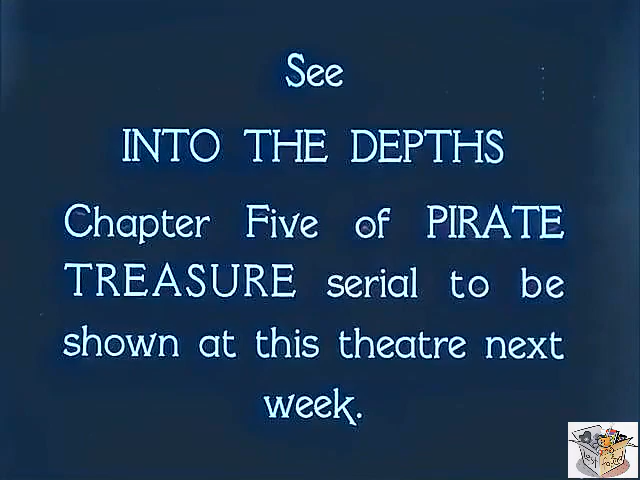 See
INTO THE DEPTHS
Chapter Five of PIRATE
TREASURE serial to be
shown at this theatre next
week.